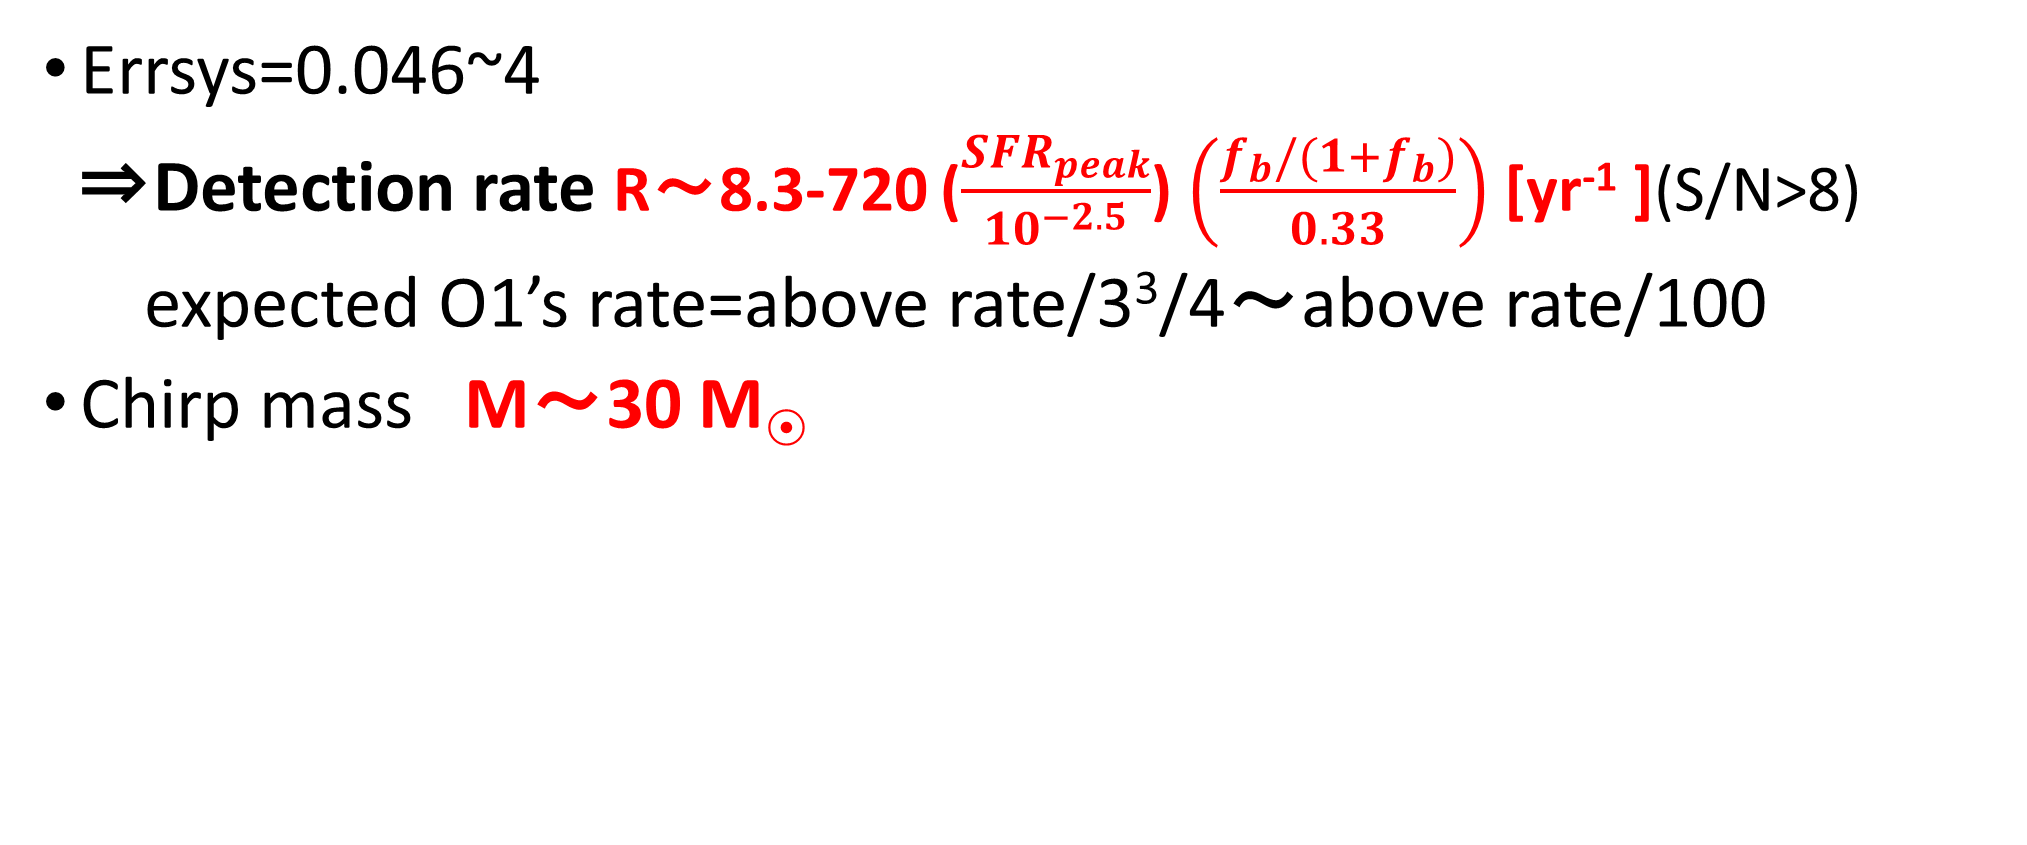 • Errsys=0.046~4
⇒Detection rate R～8.3-720 (SFR_peak/10^−2.5) ((f_b/(1+f_b))/0.33) [yr⁻¹ ](S/N>8)
expected O1’s rate=above rate/3³/4～above rate/100
• Chirp mass M～30 M☉